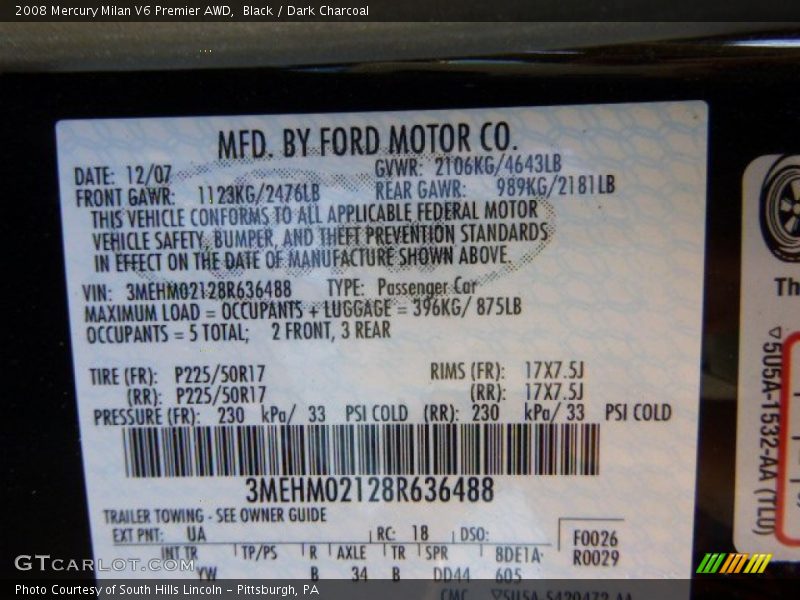 2008 Mercury Milan V6 Premier AWD,  Black / Dark Charcoal
MFD. BY FORD MOTOR CO.
DATE: 12/07 GVWR: 2106KG/4643LB
FRONT GAWR: 1123KG/2476LB REAR GAWR: 989KG/2181LB
THIS VEHICLE CONFORMS TO ALL APPLICABLE FEDERAL MOTOR
VEHICLE SAFETY, BUMPER, AND THEFT PREVENTION STANDARDS
IN EFFECT ON THE DATE OF MANUFACTURE SHOWN ABOVE.
VIN: 3MEHM02128R636488 TYPE: Passenger Car
MAXIMUM LOAD = OCCUPANTS + LUGGAGE = 396KG/ 875LB
OCCUPANTS = 5 TOTAL; 2 FRONT, 3 REAR
TIRE (FR): P225/50R17 RIMS (FR): 17X7.5J
(RR): P225/50R17 (RR): 17X7.5J
PRESSURE (FR): 230 kPa/ 33 PSI COLD (RR): 230 kPa/ 33 PSI COLD
3MEHM02128R636488
TRAILER TOWING - SEE OWNER GUIDE
EXT PNT: UA RC: 18 DSO: F0026
R0029
INT TR TP/PS R AXLE TR SPR 8DE1A
YW B 34 B DD44 605
Th
505A-1532-AA (TLU)
GTCarLot.com
Photo Courtesy of South Hills Lincoln – Pittsburgh, PA